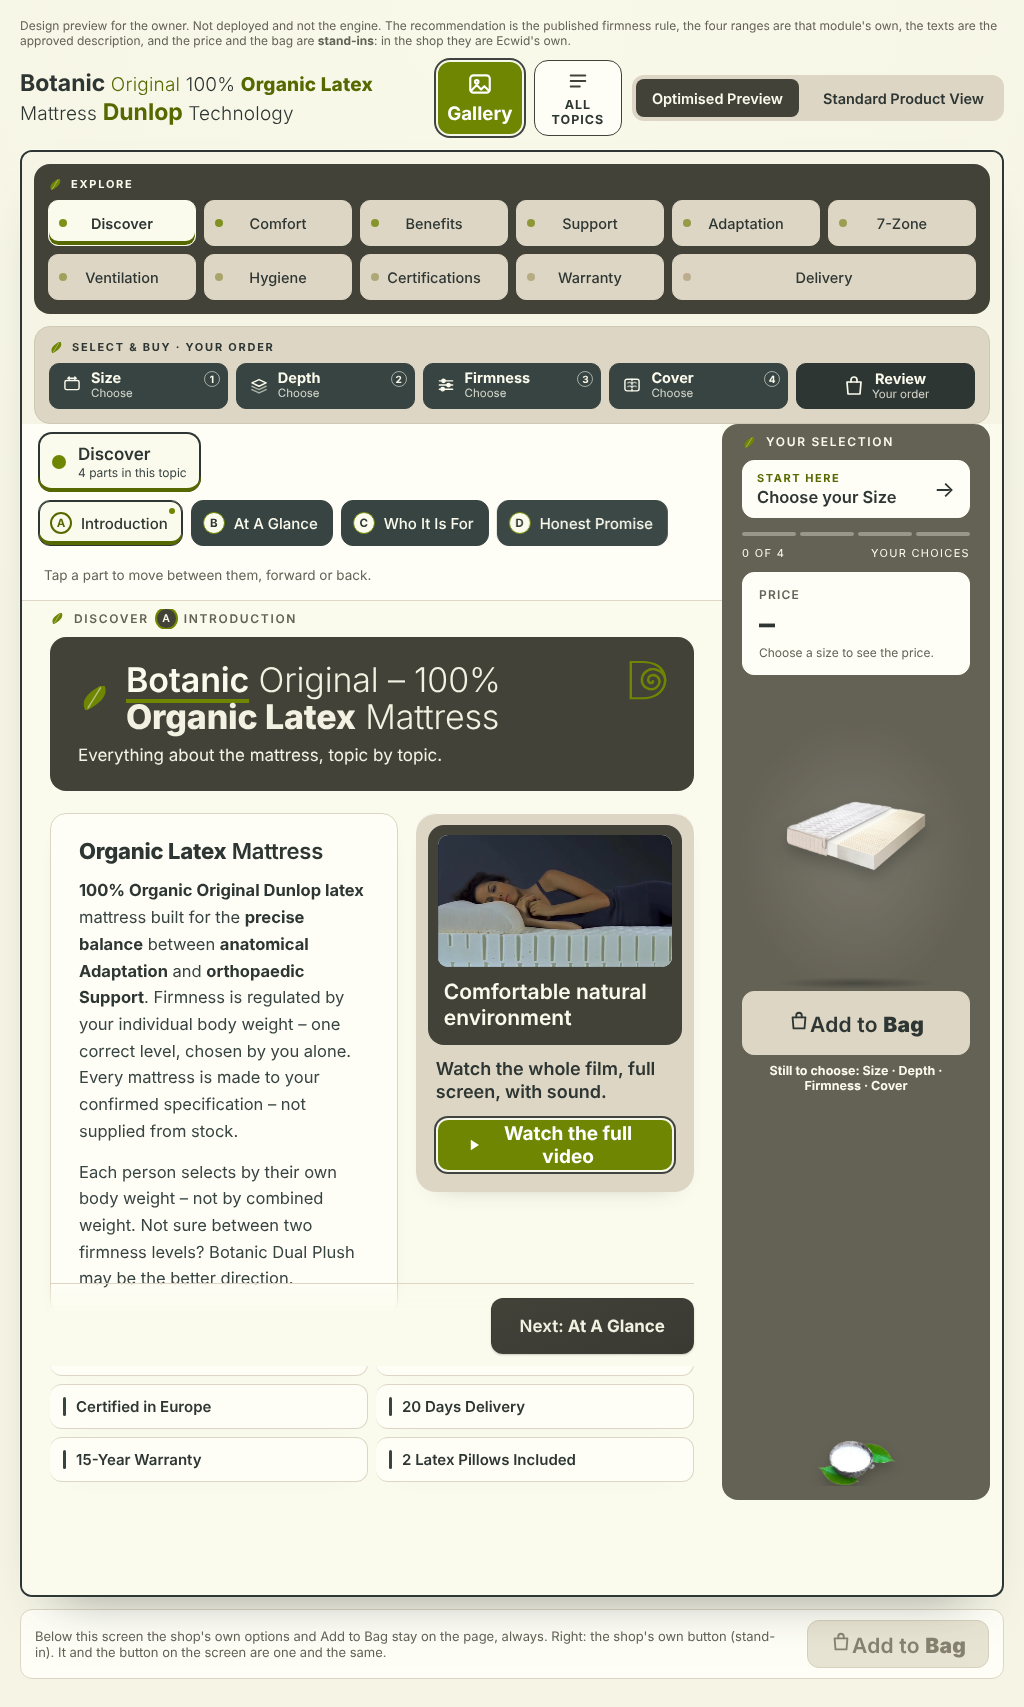 Design preview for the owner. Not deployed and not the engine. The recommendation is the published firmness rule, the four ranges are that module's own, the texts are the
approved description, and the price and the bag are stand-ins: in the shop they are Ecwid's own.
Botanic Original 100% Organic Latex
Mattress Dunlop Technology
Gallery
ALL
TOPICS
Optimised Preview
Standard Product View
EXPLORE
Discover
Comfort
Benefits
Support
Adaptation
7-Zone
Ventilation
Hygiene
Certifications
Warranty
Delivery
SELECT & BUY · YOUR ORDER
Size
Choose
1
Depth
Choose
2
Firmness
Choose
3
Cover
Choose
4
Review
Your order
Discover
4 parts in this topic
A Introduction
B At A Glance
C Who It Is For
D Honest Promise
Tap a part to move between them, forward or back.
DISCOVER A INTRODUCTION
Botanic Original – 100%
Organic Latex Mattress
Everything about the mattress, topic by topic.
Organic Latex Mattress
100% Organic Original Dunlop latex
mattress built for the precise
balance between anatomical
Adaptation and orthopaedic
Support. Firmness is regulated by
your individual body weight – one
correct level, chosen by you alone.
Every mattress is made to your
confirmed specification – not
supplied from stock.
Each person selects by their own
body weight – not by combined
weight. Not sure between two
firmness levels? Botanic Dual Plush
may be the better direction.
Comfortable natural
environment
Watch the whole film, full
screen, with sound.
Watch the full
video
Next: At A Glance
Certified in Europe
20 Days Delivery
15-Year Warranty
2 Latex Pillows Included
YOUR SELECTION
START HERE
Choose your Size
0 OF 4
YOUR CHOICES
PRICE
–
Choose a size to see the price.
Add to Bag
Still to choose: Size · Depth ·
Firmness · Cover
Below this screen the shop's own options and Add to Bag stay on the page, always. Right: the shop's own button (stand-
in). It and the button on the screen are one and the same.
Add to Bag